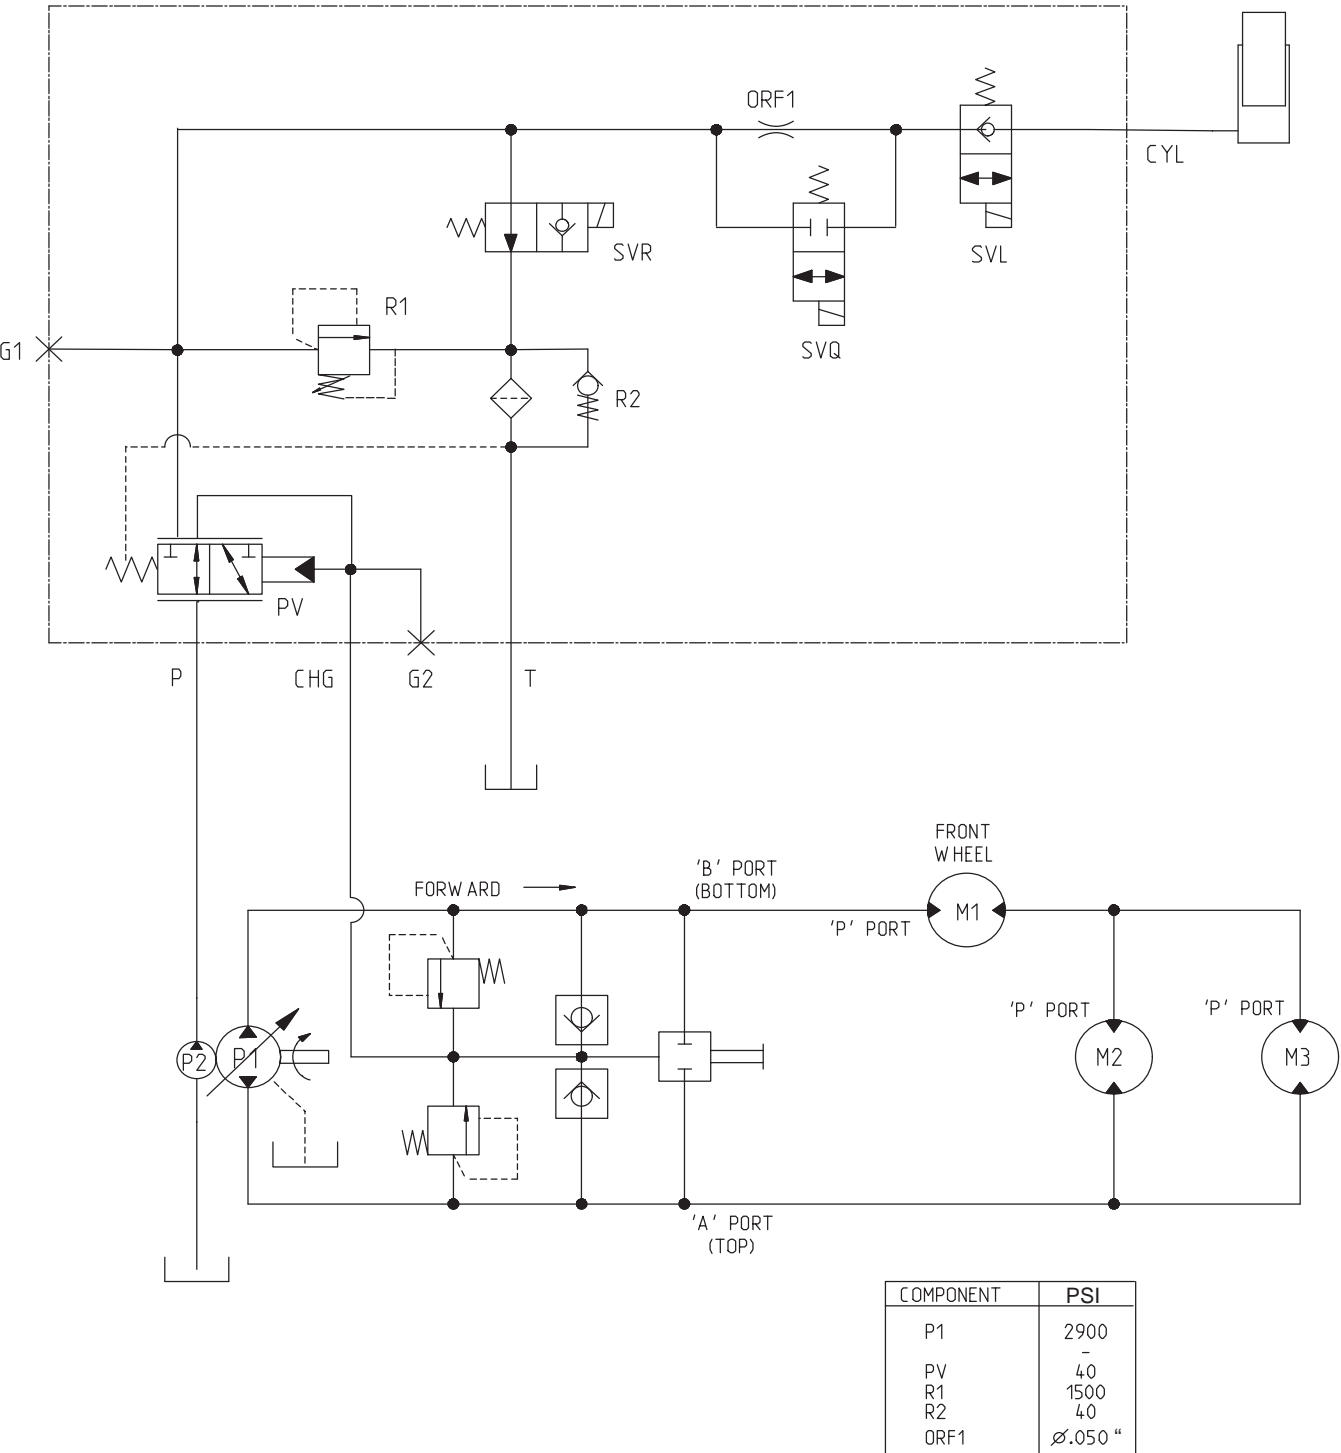 ORF1
CYL
SVR
SVL
R1
G1
SVQ
R2
PV
P
CHG
G2
T
FRONT
WHEEL
'B' PORT
(BOTTOM)
FORWARD
M1
'P' PORT
'P' PORT
'P' PORT
P2
P1
M2
M3
'A' PORT
(TOP)
COMPONENT PSI
P1 2900
-
PV 40
R1 1500
R2 40
ORF1 Ø.050 "